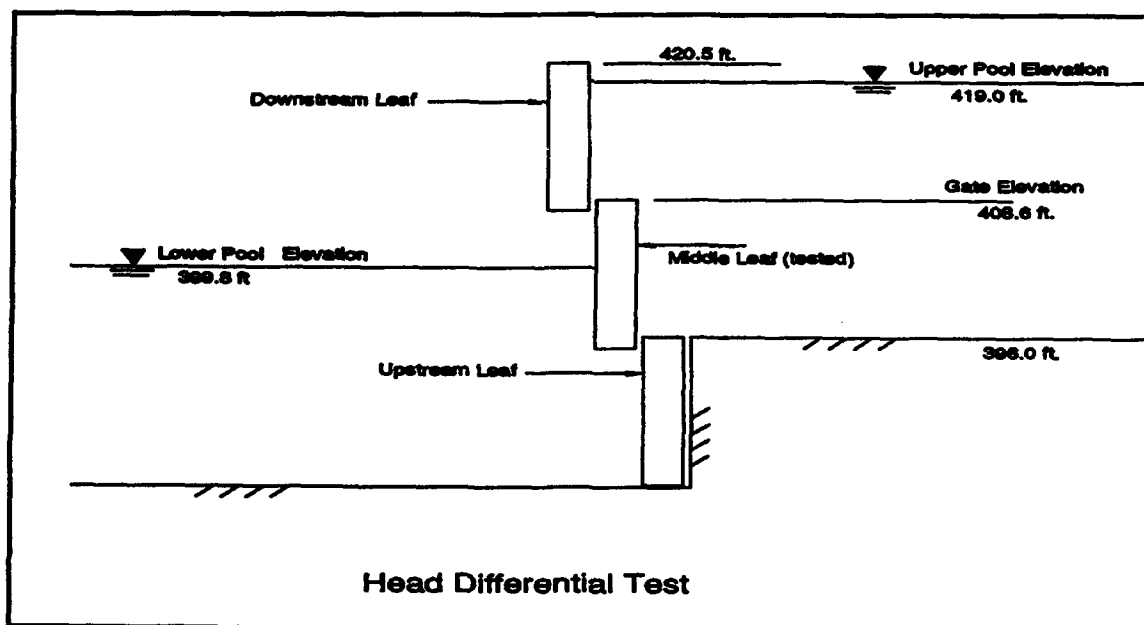 420.5 ft.
Upper Pool Elevation
419.0 ft.
Downstream Leaf
Gate Elevation
408.6 ft.
Lower Pool Elevation
399.8 ft
Middle Leaf (tested)
396.0 ft.
Upstream Leaf
Head Differential Test